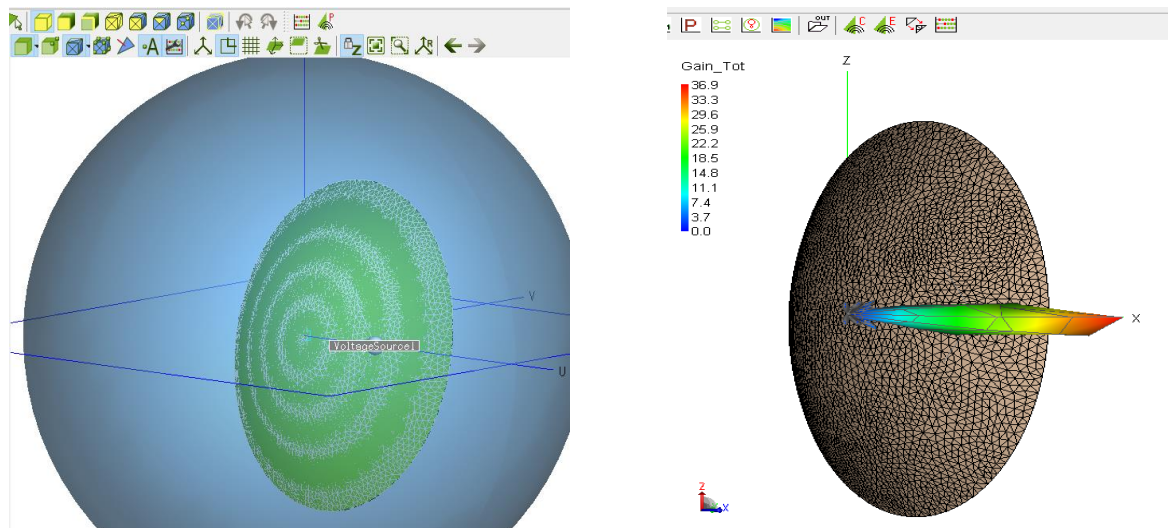 P
A
Z
R
V
VoltageSource1
U
P
OUT
C
E
Gain_Tot
36.9
33.3
29.6
25.9
22.2
18.5
14.8
11.1
7.4
3.7
0.0
Z
X
Z
X